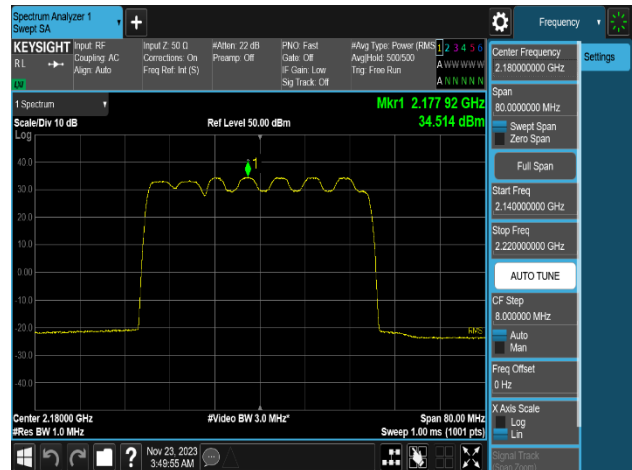 Spectrum Analyzer 1
Swept SA
Frequency
KEYSIGHT
Input: RF
Coupling: AC
Align: Auto
R L
LXI
Input Z: 50 Ω
Corrections: On
Freq Ref: Int (S)
#Atten: 22 dB
Preamp: Off
PNO: Fast
Gate: Off
IF Gain: Low
Sig Track: Off
#Avg Type: Power (RMS
Avg|Hold: 500/500
Trig: Free Run
1 2 3 4 5 6
A W W W W W
A N N N N N
1 Spectrum
Scale/Div 10 dB
Ref Level 50.00 dBm
Mkr1 2.177 92 GHz
34.514 dBm
Log
40.0
30.0
20.0
10.0
0.00
-10.0
-20.0
-30.0
-40.0
1
RMS
Center 2.18000 GHz
#Video BW 3.0 MHz*
Span 80.00 MHz
#Res BW 1.0 MHz
Sweep 1.00 ms (1001 pts)
Settings
Center Frequency
2.180000000 GHz
Span
80.0000000 MHz
Swept Span
Zero Span
Full Span
Start Freq
2.140000000 GHz
Stop Freq
2.220000000 GHz
AUTO TUNE
CF Step
8.000000 MHz
Auto
Man
Freq Offset
0 Hz
X Axis Scale
Log
Lin
Signal Track
(Span Zoom)
?
Nov 23, 2023
3:49:55 AM